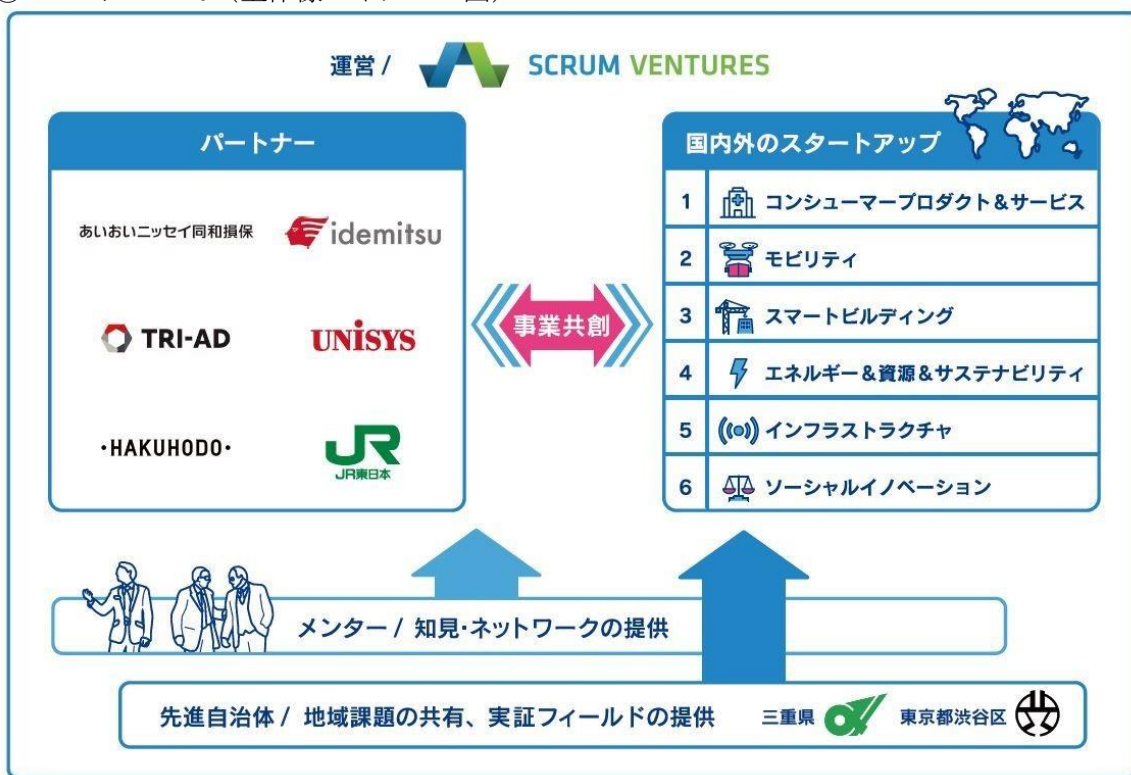 運営 / SCRUM VENTURES
パートナー
あいおいニッセイ同和損保
idemitsu
TRI-AD
UNISYS
・HAKUHODO・
JR
JR東日本
事業共創
国内外のスタートアップ
1 コンシューマープロダクト&サービス
2 モビリティ
3 スマートビルディング
4 エネルギー&資源&サステナビリティ
5 インフラストラクチャ
6 ソーシャルイノベーション
メンター / 知見・ネットワークの提供
先進自治体 / 地域課題の共有、実証フィールドの提供 三重県 東京都渋谷区